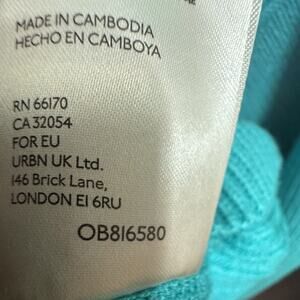 MADE IN CAMBODIA
HECHO EN CAMBOYA
RN 66170
CA 32054
FOR EU
URBN UK Ltd.
146 Brick Lane,
LONDON E1 6RU
OB816580